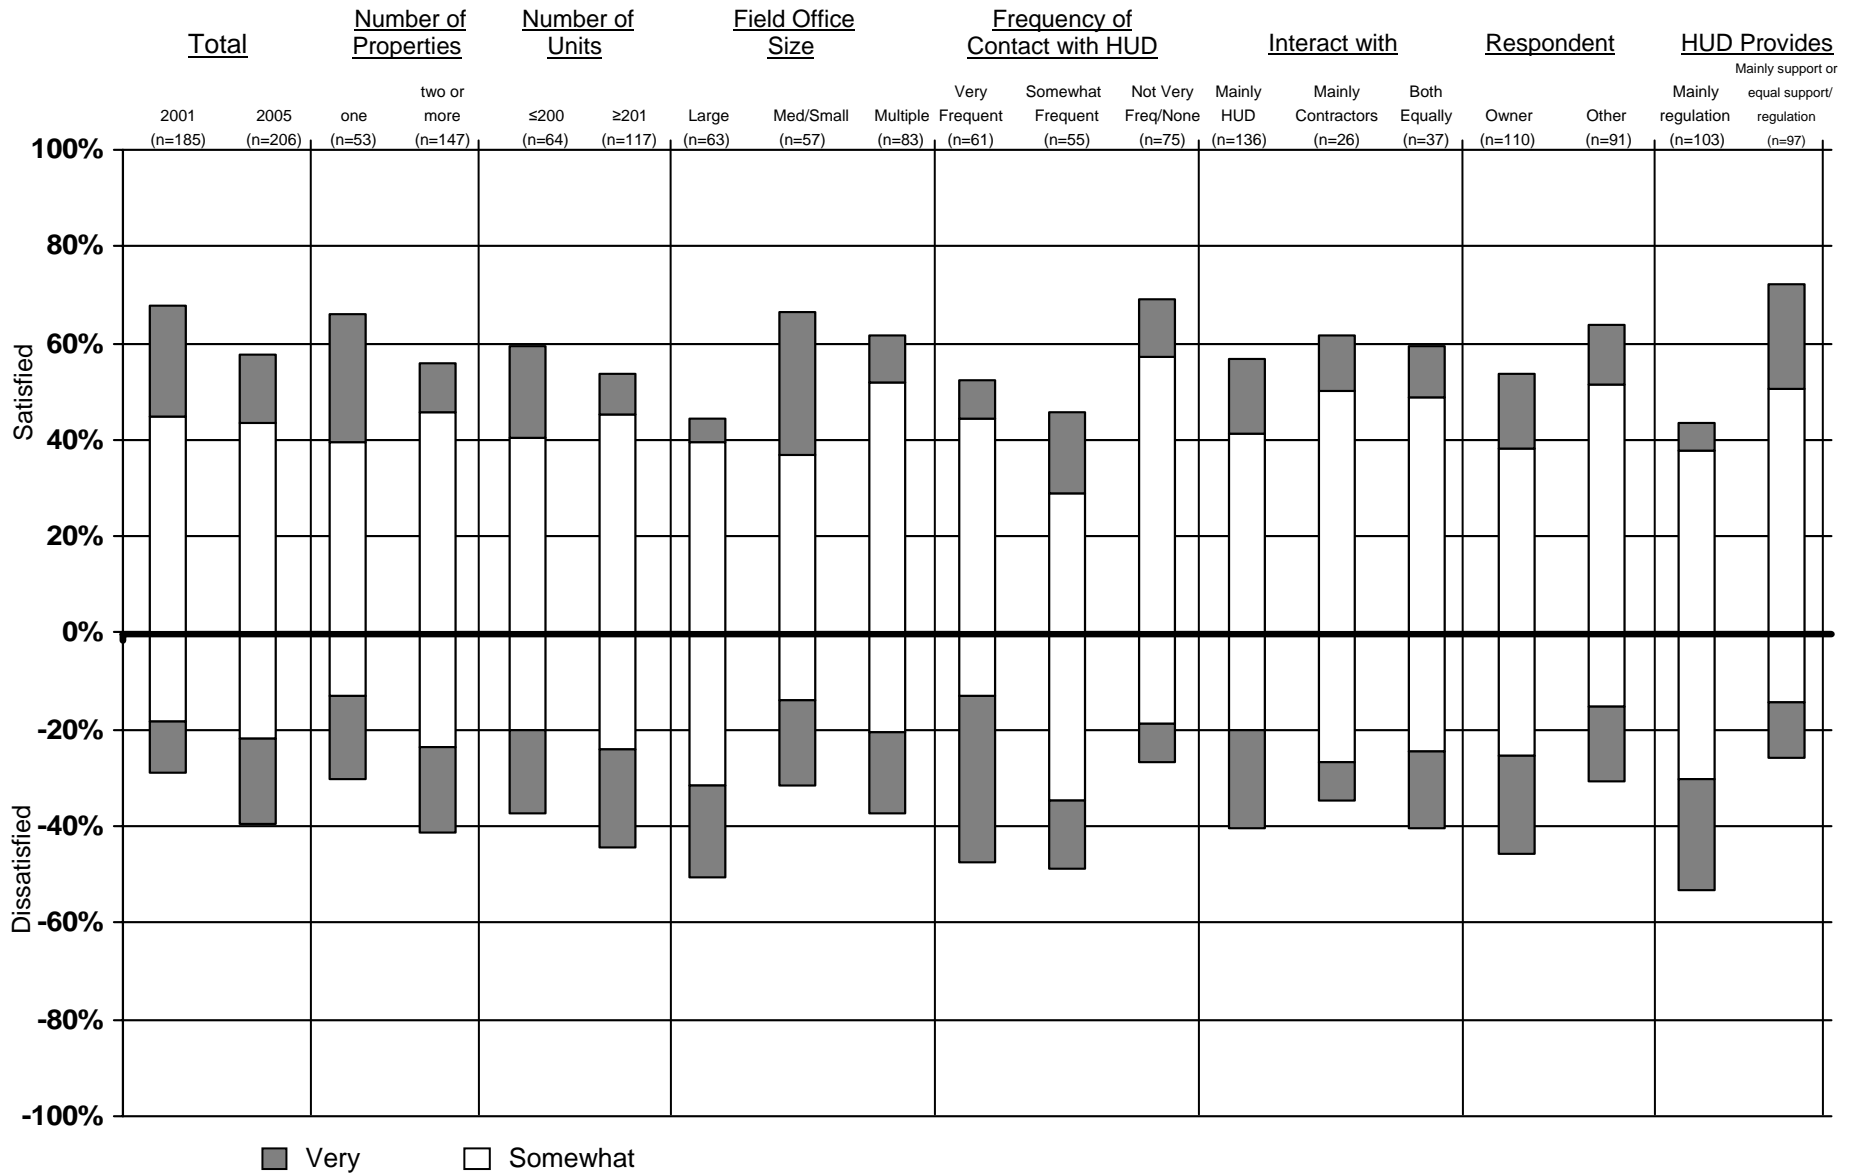 Total
Number of
Properties
Number of
Units
Field Office
Size
Frequency of
Contact with HUD
Interact with
Respondent
HUD Provides
2001
(n=185)
2005
(n=206)
one
(n=53)
two or
more
(n=147)
≤200
(n=64)
≥201
(n=117)
Large
(n=63)
Med/Small
(n=57)
Multiple
(n=83)
Very
Frequent
(n=61)
Somewhat
Frequent
(n=55)
Not Very
Freq/None
(n=75)
Mainly
HUD
(n=136)
Mainly
Contractors
(n=26)
Both
Equally
(n=37)
Owner
(n=110)
Other
(n=91)
Mainly
regulation
(n=103)
Mainly support or
equal support/
regulation
(n=97)
100%
80%
60%
40%
20%
0%
-20%
-40%
-60%
-80%
-100%
Satisfied
Dissatisfied
Very
Somewhat